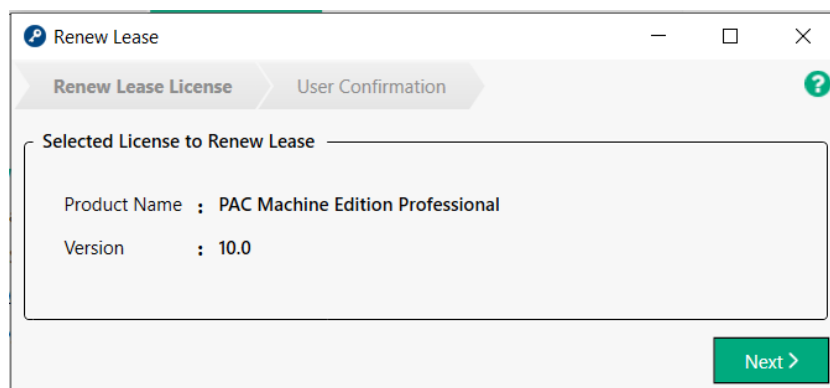 Renew Lease
Renew Lease License User Confirmation
?
Selected License to Renew Lease
Product Name : PAC Machine Edition Professional
Version : 10.0
Next >